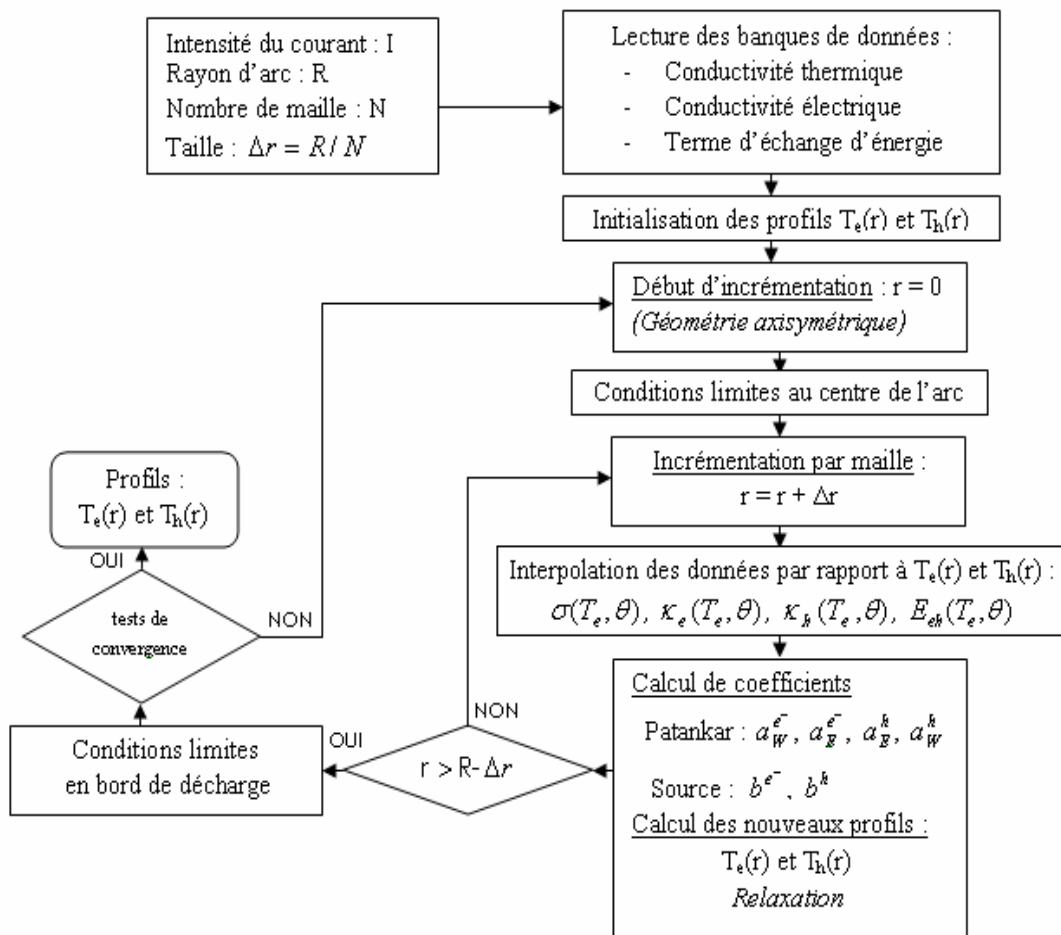 Intensité du courant : I
Rayon d'arc : R
Nombre de maille : N
Taille : Δr = R / N
Lecture des banques de données :
- Conductivité thermique
- Conductivité électrique
- Terme d'échange d'énergie
Initialisation des profils Tₑ(r) et Tₕ(r)
Début d'incrémentation : r = 0
(Géométrie axisymétrique)
Conditions limites au centre de l'arc
Incrémentation par maille :
r = r + Δr
Interpolation des données par rapport à Tₑ(r) et Tₕ(r) :
σ(Tₑ,θ), κₑ(Tₑ,θ), κₕ(Tₑ,θ), Eₑₕ(Tₑ,θ)
Calcul de coefficients
Patankar : a_W^{e^-}, a_E^{e^-}, a_E^h, a_W^h
Source : b^{e^-}, b^h
Calcul des nouveaux profils :
Tₑ(r) et Tₕ(r)
Relaxation
r > R- Δr
NON
OUI
Conditions limites
en bord de décharge
tests de
convergence
NON
OUI
Profils :
Tₑ(r) et Tₕ(r)